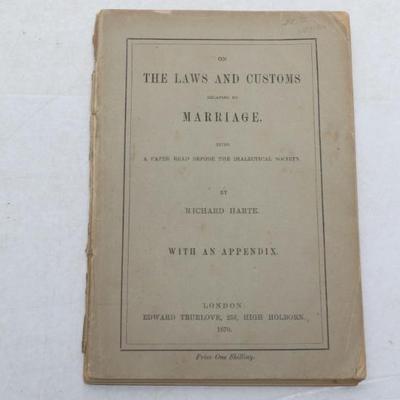 ON
THE LAWS AND CUSTOMS
RELATING TO
MARRIAGE.
BEING
A PAPER READ BEFORE THE DIALECTICAL SOCIETY.
BY
RICHARD HARTE.
WITH AN APPENDIX.
LONDON:
EDWARD TRUELOVE, 256, HIGH HOLBORN.
1870.
Price One Shilling.